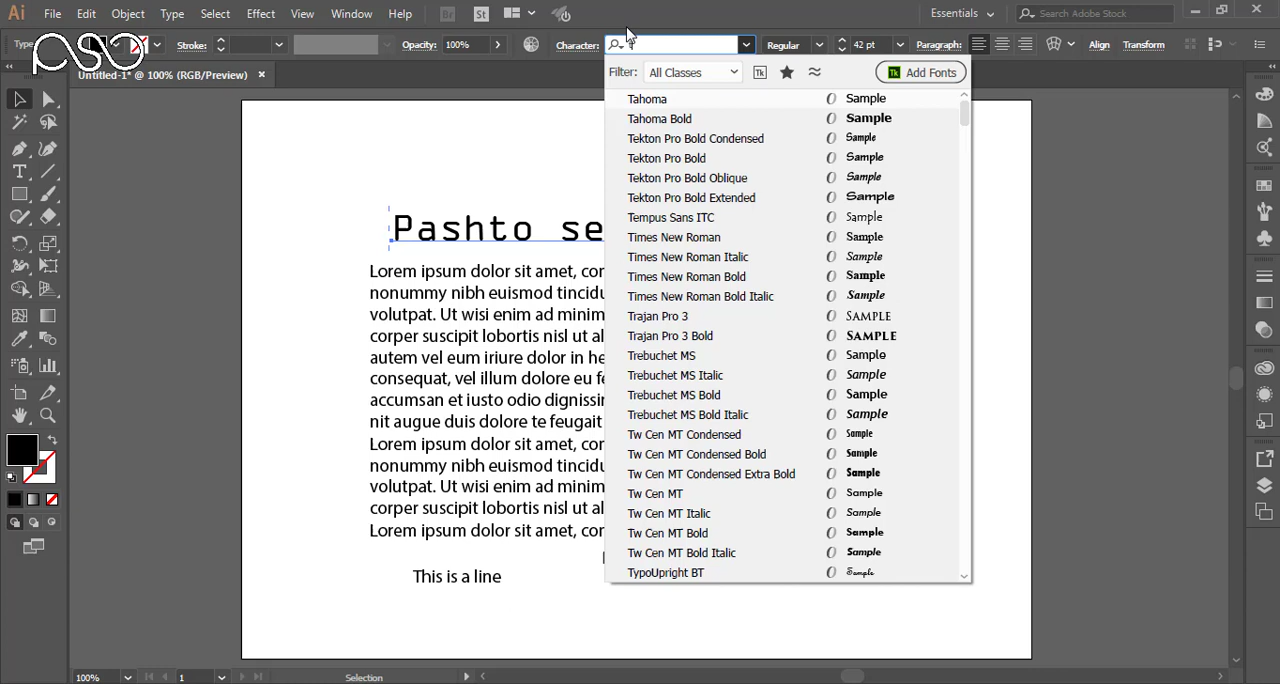 Ai File Edit Object Type Select Effect View Window Help Br St Essentials Search Adobe Stock
PSO
Stroke: Opacity: 100% Character: Regular 42 pt Paragraph: Align Transform
Untitled-1* @ 100% (RGB/Preview)
Filter: All Classes Tk Tk Add Fonts
Tahoma O Sample
Tahoma Bold O Sample
Tekton Pro Bold Condensed O Sample
Tekton Pro Bold O Sample
Tekton Pro Bold Oblique O Sample
Tekton Pro Bold Extended O Sample
Tempus Sans ITC O Sample
Times New Roman O Sample
Times New Roman Italic O Sample
Times New Roman Bold O Sample
Times New Roman Bold Italic O Sample
Trajan Pro 3 O SAMPLE
Trajan Pro 3 Bold O SAMPLE
Trebuchet MS O Sample
Trebuchet MS Italic O Sample
Trebuchet MS Bold O Sample
Trebuchet MS Bold Italic O Sample
Tw Cen MT Condensed O Sample
Tw Cen MT Condensed Bold O Sample
Tw Cen MT Condensed Extra Bold O Sample
Tw Cen MT O Sample
Tw Cen MT Italic O Sample
Tw Cen MT Bold O Sample
Tw Cen MT Bold Italic O Sample
TypoUpright BT O Sample
Pashto se
Lorem ipsum dolor sit amet, cor
nonummy nibh euismod tincidu
volutpat. Ut wisi enim ad minim
corper suscipit lobortis nisl ut al
autem vel eum iriure dolor in he
consequat, vel illum dolore eu fe
accumsan et iusto odio dignissir
nit augue duis dolore te feugait
Lorem ipsum dolor sit amet, cor
nonummy nibh euismod tincidu
volutpat. Ut wisi enim ad minim
corper suscipit lobortis nisl ut al
Lorem ipsum dolor sit amet, cor
This is a line
100% 1 Selection